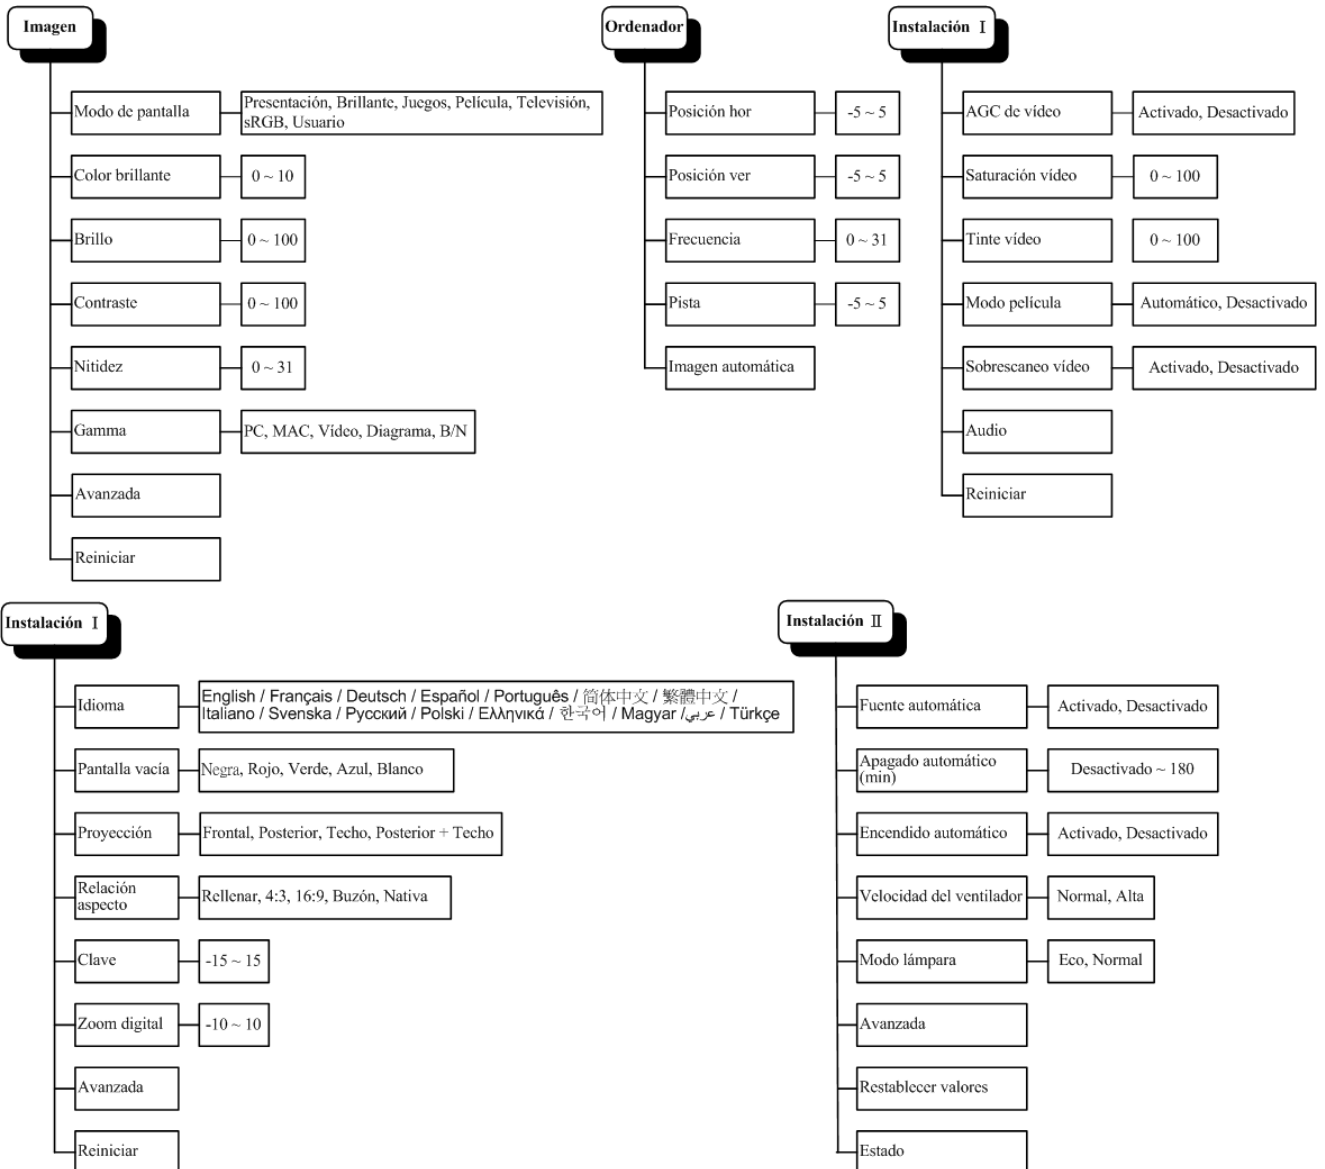 Imagen
Modo de pantalla
Presentación, Brillante, Juegos, Película, Televisión,
sRGB, Usuario
Color brillante
0 ~ 10
Brillo
0 ~ 100
Contraste
0 ~ 100
Nitidez
0 ~ 31
Gamma
PC, MAC, Vídeo, Diagrama, B/N
Avanzada
Reiniciar
Ordenador
Posición hor
-5 ~ 5
Posición ver
-5 ~ 5
Frecuencia
0 ~ 31
Pista
-5 ~ 5
Imagen automática
Instalación Ⅰ
AGC de vídeo
Activado, Desactivado
Saturación vídeo
0 ~ 100
Tinte vídeo
0 ~ 100
Modo película
Automático, Desactivado
Sobrescaneo vídeo
Activado, Desactivado
Audio
Reiniciar
Instalación Ⅰ
Idioma
English / Français / Deutsch / Español / Português / 简体中文 / 繁體中文 /
Italiano / Svenska / Русский / Polski / Ελληνικά / 한국어 / Magyar /عربي / Türkçe
Pantalla vacía
Negra, Rojo, Verde, Azul, Blanco
Proyección
Frontal, Posterior, Techo, Posterior + Techo
Relación
aspecto
Rellenar, 4:3, 16:9, Buzón, Nativa
Clave
-15 ~ 15
Zoom digital
-10 ~ 10
Avanzada
Reiniciar
Instalación Ⅱ
Fuente automática
Activado, Desactivado
Apagado automático
(min)
Desactivado ~ 180
Encendido automático
Activado, Desactivado
Velocidad del ventilador
Normal, Alta
Modo lámpara
Eco, Normal
Avanzada
Restablecer valores
Estado